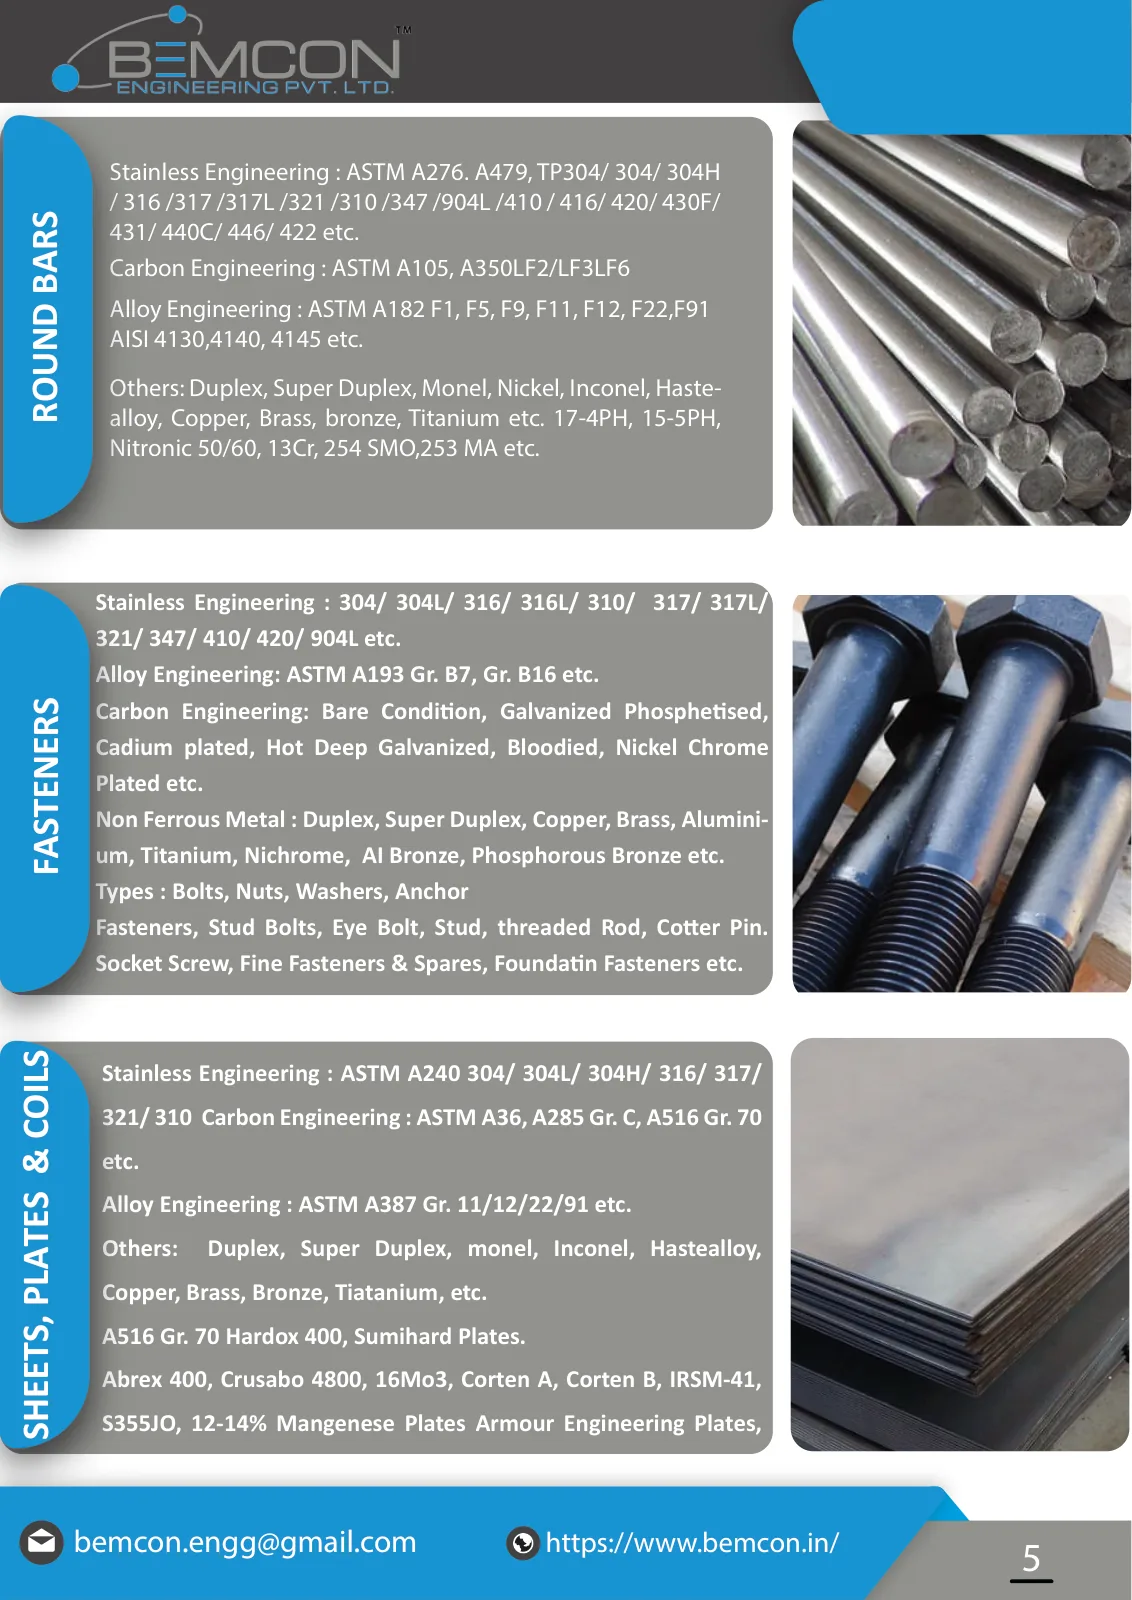 BEMCON TM
ENGINEERING PVT. LTD.
ROUND BARS
Stainless Engineering : ASTM A276. A479, TP304/ 304/ 304H
/ 316 /317 /317L /321 /310 /347 /904L /410 / 416/ 420/ 430F/
431/ 440C/ 446/ 422 etc.
Carbon Engineering : ASTM A105, A350LF2/LF3LF6
Alloy Engineering : ASTM A182 F1, F5, F9, F11, F12, F22,F91
AISI 4130,4140, 4145 etc.
Others: Duplex, Super Duplex, Monel, Nickel, Inconel, Haste-
alloy, Copper, Brass, bronze, Titanium etc. 17-4PH, 15-5PH,
Nitronic 50/60, 13Cr, 254 SMO,253 MA etc.
FASTENERS
Stainless Engineering : 304/ 304L/ 316/ 316L/ 310/ 317/ 317L/
321/ 347/ 410/ 420/ 904L etc.
Alloy Engineering: ASTM A193 Gr. B7, Gr. B16 etc.
Carbon Engineering: Bare Condition, Galvanized Phosphetised,
Cadium plated, Hot Deep Galvanized, Bloodied, Nickel Chrome
Plated etc.
Non Ferrous Metal : Duplex, Super Duplex, Copper, Brass, Alumini-
um, Titanium, Nichrome, AI Bronze, Phosphorous Bronze etc.
Types : Bolts, Nuts, Washers, Anchor
Fasteners, Stud Bolts, Eye Bolt, Stud, threaded Rod, Cotter Pin.
Socket Screw, Fine Fasteners & Spares, Foundatin Fasteners etc.
SHEETS, PLATES & COILS
Stainless Engineering : ASTM A240 304/ 304L/ 304H/ 316/ 317/
321/ 310 Carbon Engineering : ASTM A36, A285 Gr. C, A516 Gr. 70
etc.
Alloy Engineering : ASTM A387 Gr. 11/12/22/91 etc.
Others: Duplex, Super Duplex, monel, Inconel, Hastealloy,
Copper, Brass, Bronze, Tiatanium, etc.
A516 Gr. 70 Hardox 400, Sumihard Plates.
Abrex 400, Crusabo 4800, 16Mo3, Corten A, Corten B, IRSM-41,
S355JO, 12-14% Mangenese Plates Armour Engineering Plates,
bemcon.engg@gmail.com
https://www.bemcon.in/
5